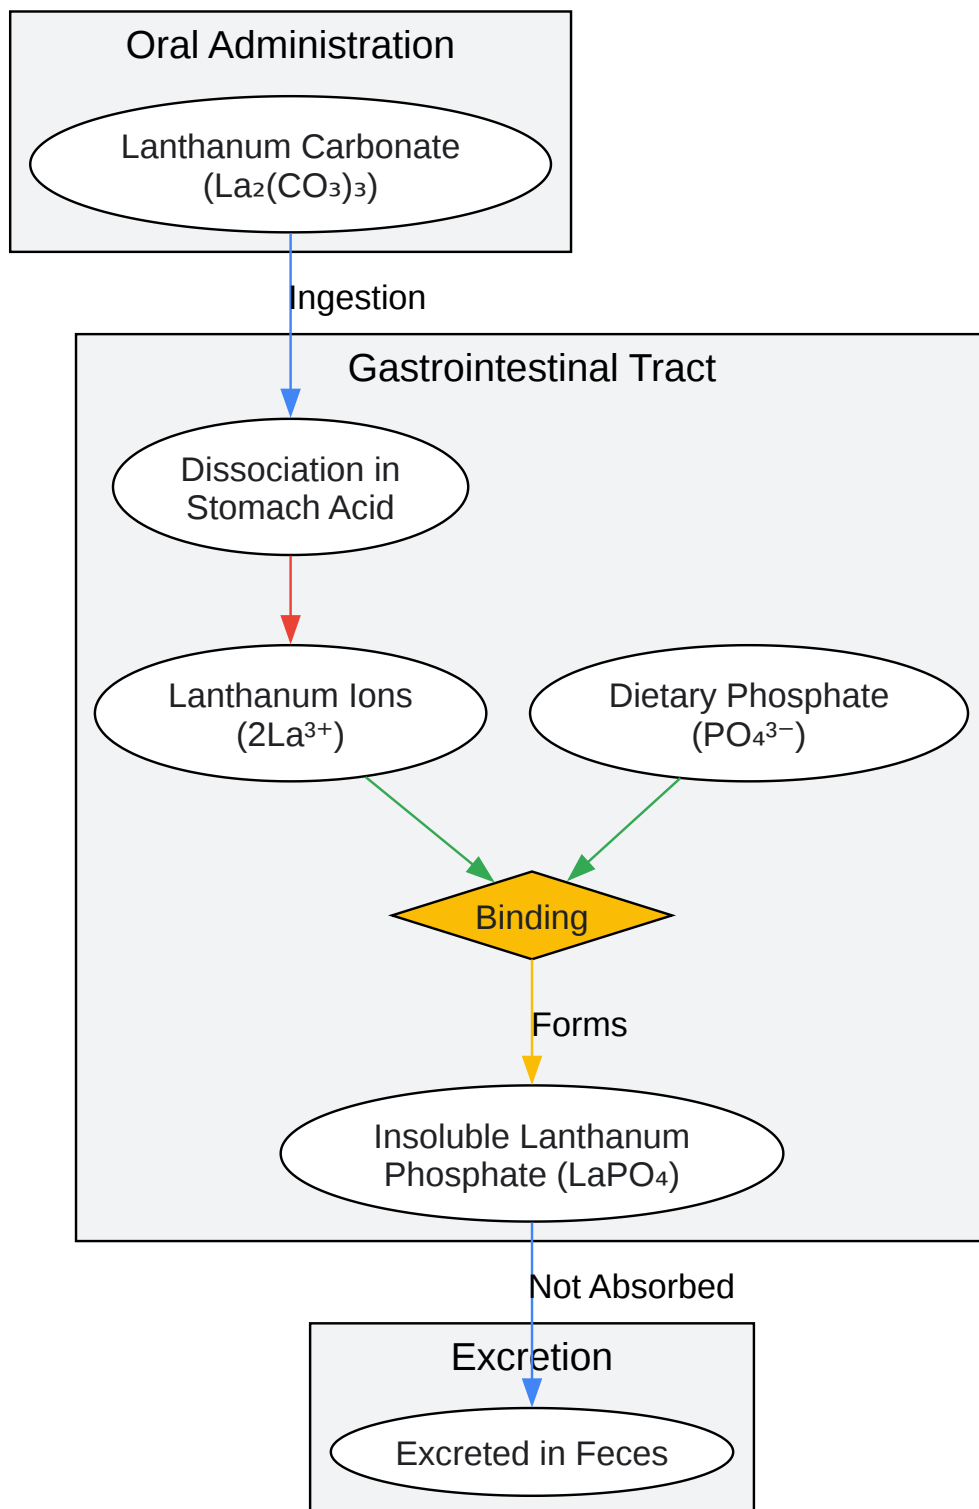 Oral Administration
Lanthanum Carbonate
(La₂(CO₃)₃)
Ingestion
Gastrointestinal Tract
Dissociation in
Stomach Acid
Lanthanum Ions
(2La³⁺)
Dietary Phosphate
(PO₄³⁻)
Binding
Forms
Insoluble Lanthanum
Phosphate (LaPO₄)
Not Absorbed
Excretion
Excreted in Feces